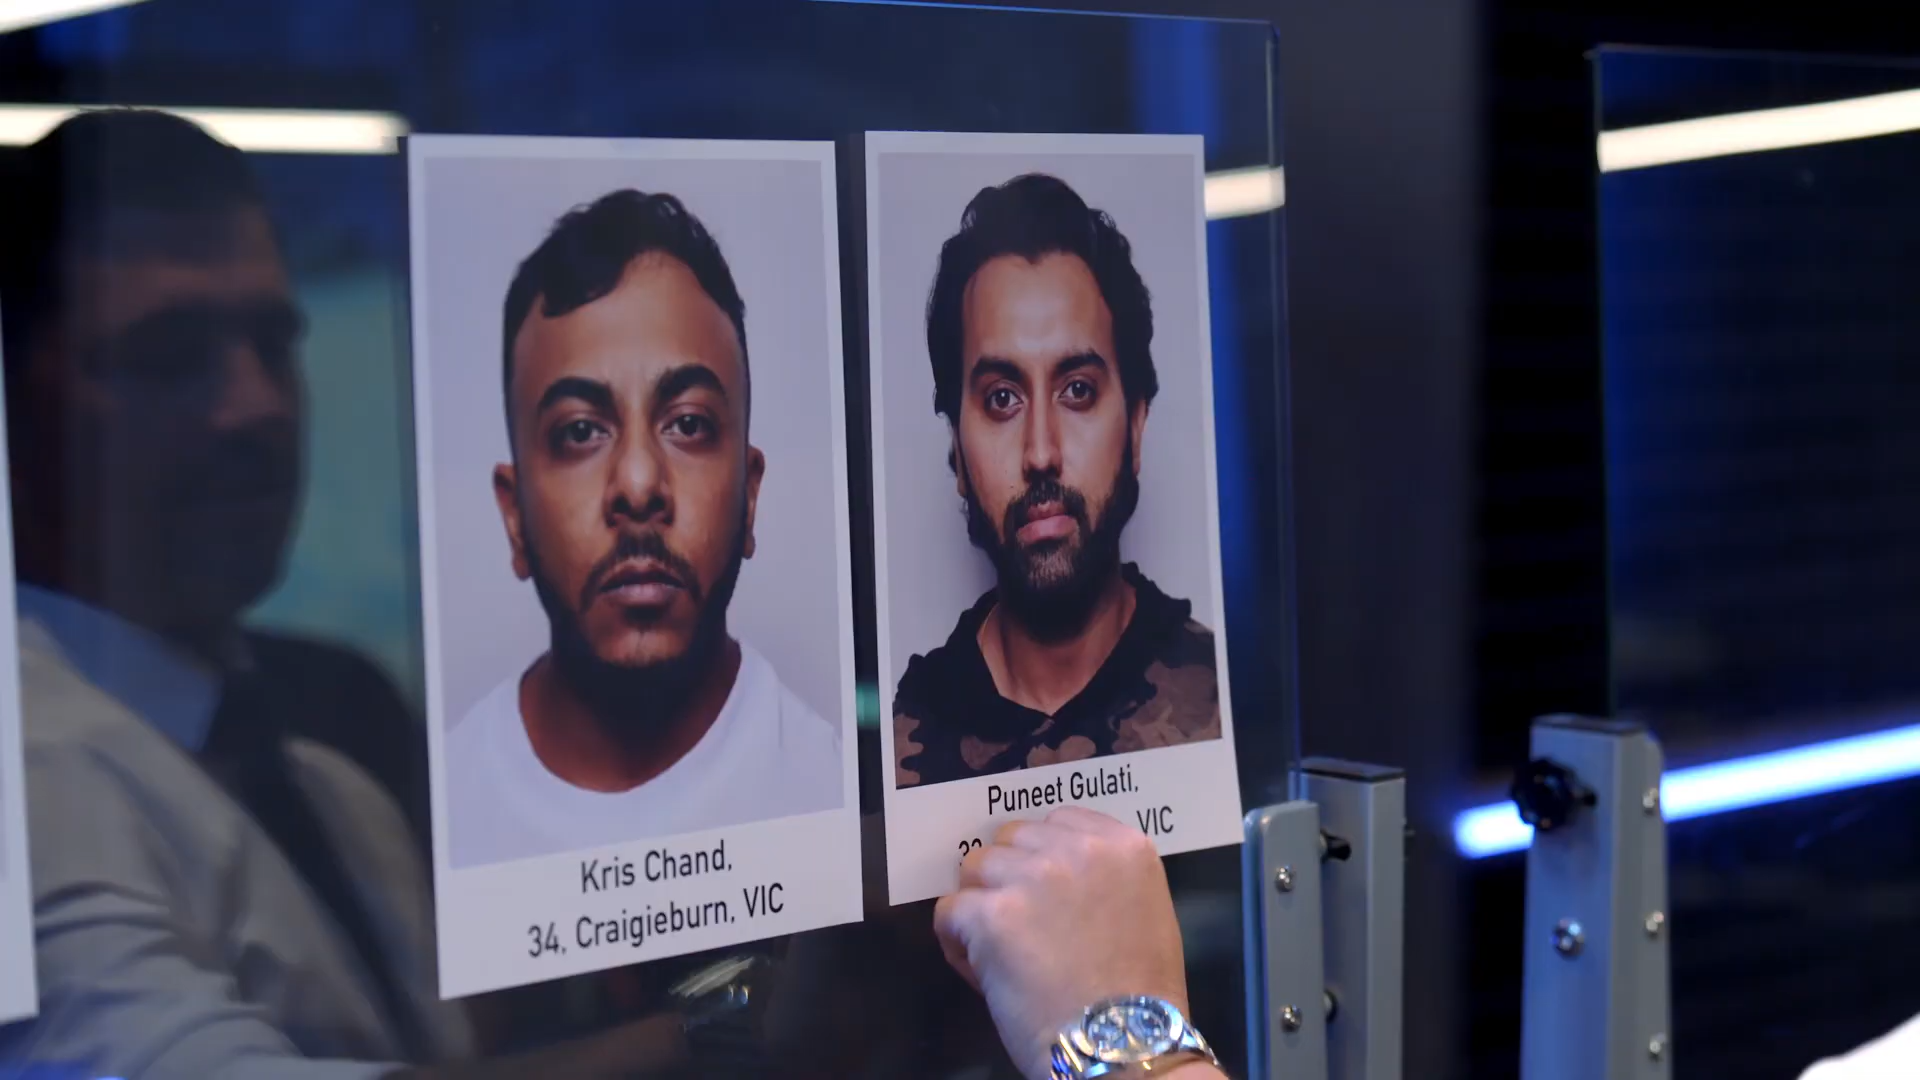 Kris Chand,
34, Craigieburn, VIC
Puneet Gulati,
VIC